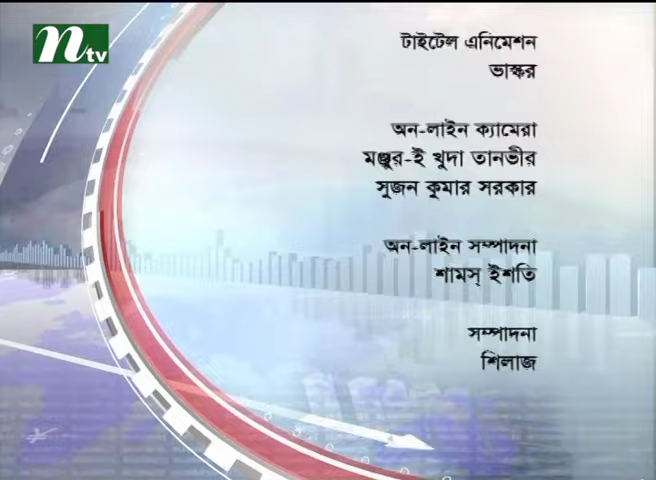 ntv
টাইটেল এনিমেশন
ভাস্কর
অন-লাইন ক্যামেরা
মঞ্জুর-ই খুদা তানভীর
সুজন কুমার সরকার
অন-লাইন সম্পাদনা
শামস্ ইশতি
সম্পাদনা
শিলাজ